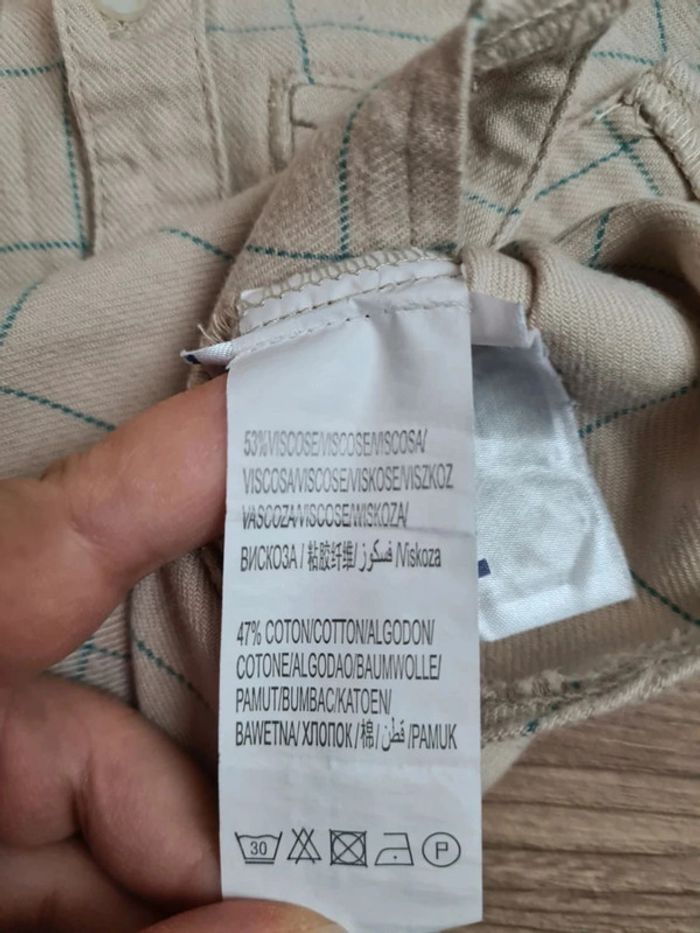 53%VISCOSE/VISCOSE/VISCOSA/
VISCOSA/VISCOSE/VISKOSE/VISZKOZ
VASCOZA/VISCOSE/WISKOZA/
ВИСКОЗА / 粘胶纤维/ فسكوز /Viskoza
47% COTON/COTTON/ALGODON/
COTONE/ALGODAO/BAUMWOLLE/
PAMUT/BUMBAC/KATOEN/
BAWETNA/ ХЛОПОК /棉/ قطن /PAMUK
30 P